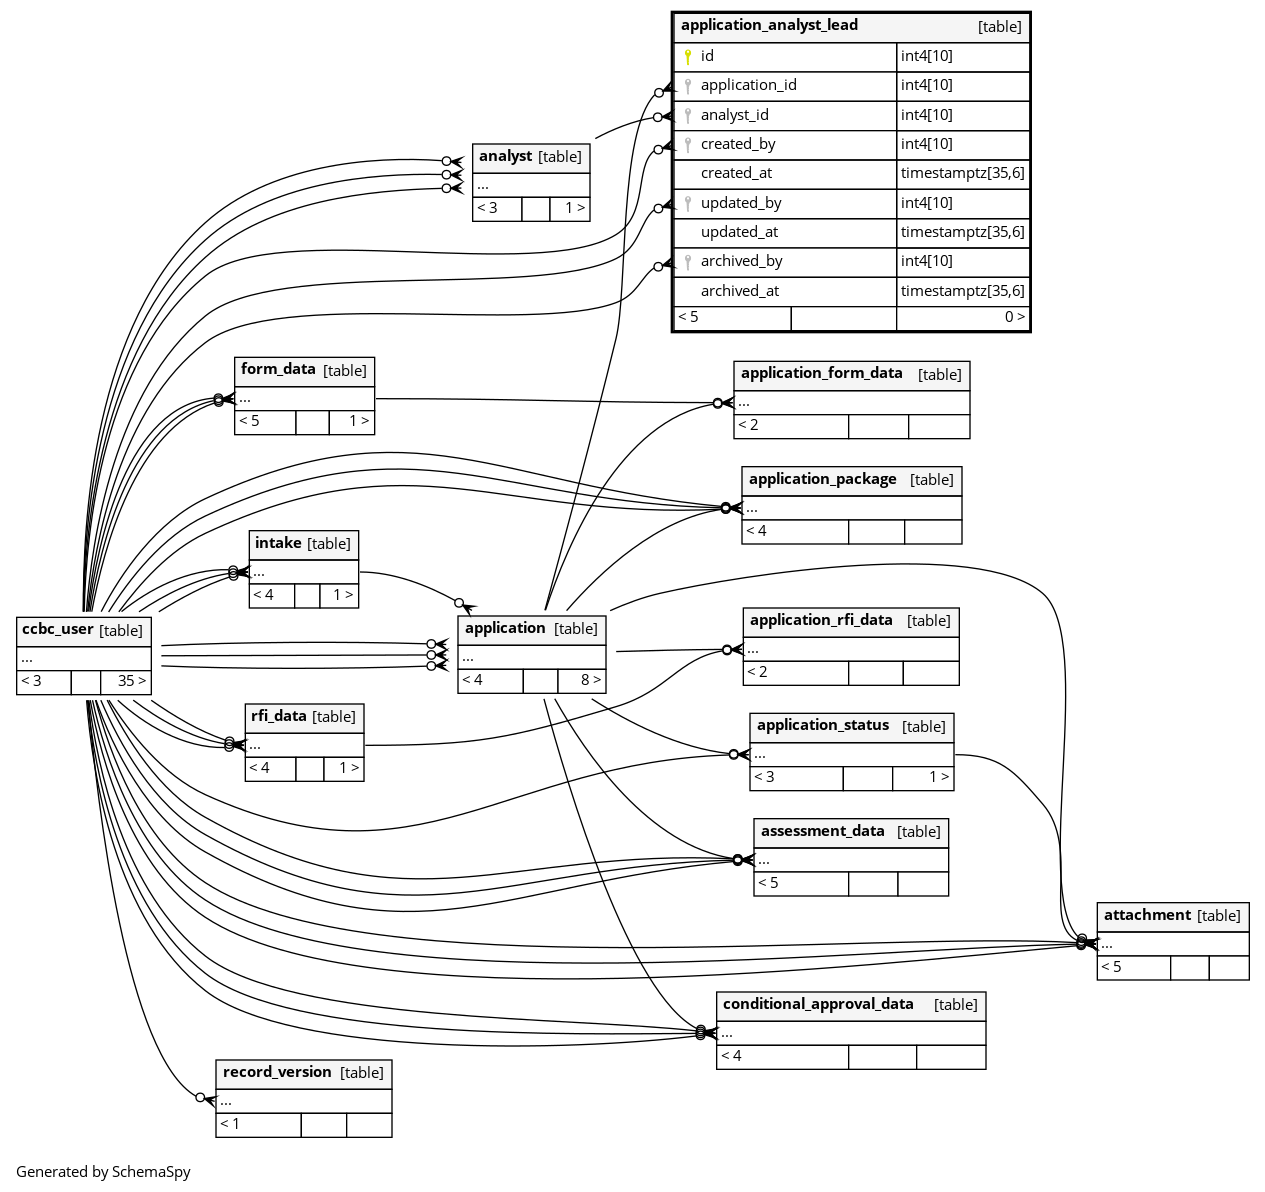 application_analyst_lead [table]
id int4[10]
application_id int4[10]
analyst_id int4[10]
created_by int4[10]
created_at timestamptz[35,6]
updated_by int4[10]
updated_at timestamptz[35,6]
archived_by int4[10]
archived_at timestamptz[35,6]
< 5 0 >
analyst [table]
...
< 3 1 >
form_data [table]
...
< 5 1 >
application_form_data [table]
...
< 2
application_package [table]
...
< 4
intake [table]
...
< 4 1 >
ccbc_user [table]
...
< 3 35 >
application [table]
...
< 4 8 >
application_rfi_data [table]
...
< 2
rfi_data [table]
...
< 4 1 >
application_status [table]
...
< 3 1 >
assessment_data [table]
...
< 5
attachment [table]
...
< 5
conditional_approval_data [table]
...
< 4
record_version [table]
...
< 1
Generated by SchemaSpy